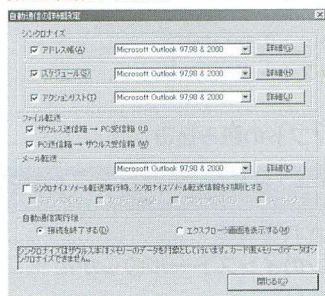 自動通信の詳細設定
シンクロナイズ
アドレス帳(A) Microsoft Outlook 97,98 & 2000 詳細(G)
スケジュール(S) Microsoft Outlook 97,98 & 2000 詳細(H)
アクションリスト(T) Microsoft Outlook 97,98 & 2000 詳細(J)
ファイル転送
ザウルス送信箱 → PC受信箱 (U)
PC送信箱 → ザウルス受信箱 (W)
メール転送
Microsoft Outlook 97,98 & 2000 詳細(K)
シンクロナイズ/メール転送実行時、シンクロナイズ/メール転送情報を初期化する
自動通信実行後
接続を終了する(D) エクスプローラ画面を表示する(M)
シンクロナイズはザウルス本体メモリーのデータを対象として行います。カード型メモリーのデータはシンクロナイズできません。
閉じる(Q)